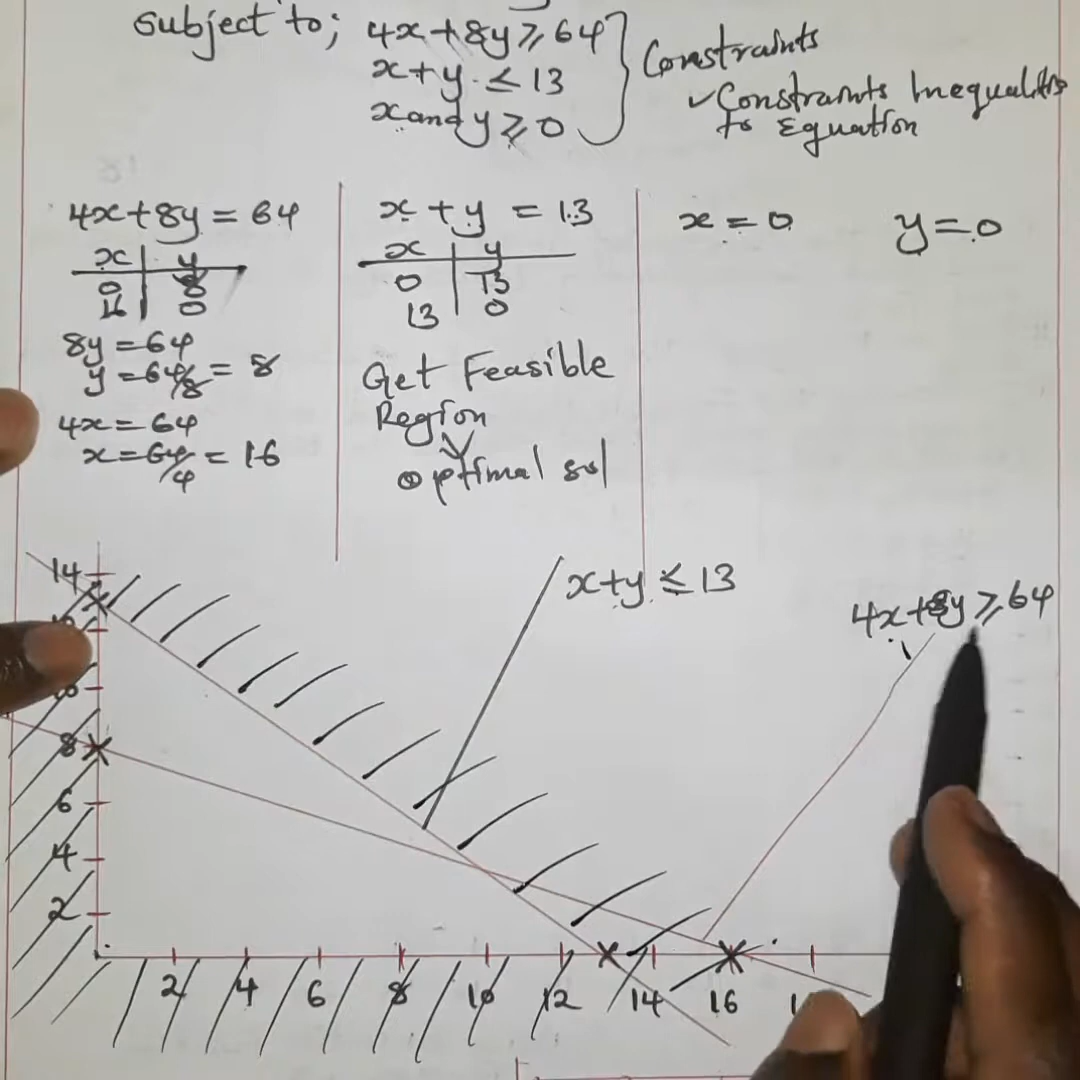 Subject to; 4x+8y ≥ 64
x+y ≤ 13
x and y ≥ 0
Constraints
✓Constraints Inequalities
to Equation
4x+8y = 64
x | y
0 | 8
16 | 0
8y = 64
y = 64/8 = 8
4x = 64
x = 64/4 = 16
x + y = 13
x | y
0 | 13
13 | 0
Get Feasible
Region
optimal sol
x = 0
y = 0
x+y ≤ 13
4x+8y ≥ 64
14
8
6
4
2
2 4 6 8 10 12 14 16